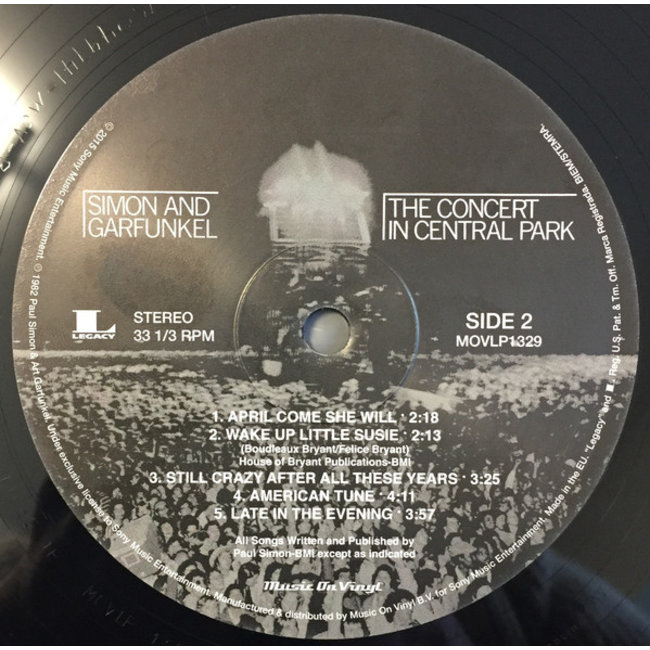 SIMON AND
GARFUNKEL
THE CONCERT
IN CENTRAL PARK
L
LEGACY
STEREO
33 1/3 RPM
SIDE 2
MOVLP1329
1. APRIL COME SHE WILL · 2:18
2. WAKE UP LITTLE SUSIE · 2:13
(Boudleaux Bryant/Felice Bryant)
House of Bryant Publications-BMI
3. STILL CRAZY AFTER ALL THESE YEARS · 3:25
4. AMERICAN TUNE · 4:11
5. LATE IN THE EVENING · 3:57
All Songs Written and Published by
Paul Simon-BMI except as indicated
Music On Vinyl
© 2015 Sony Music Entertainment. ℗ 1982 Paul Simon & Art Garfunkel. Under exclusive license to Sony Music Entertainment. Manufactured & distributed by Music On Vinyl B.V. for Sony Music Entertainment. Made in the EU. "Legacy" and L Reg. U.S. Pat. & Tm. Off. Marca Registrada. BIEM/STEMRA.